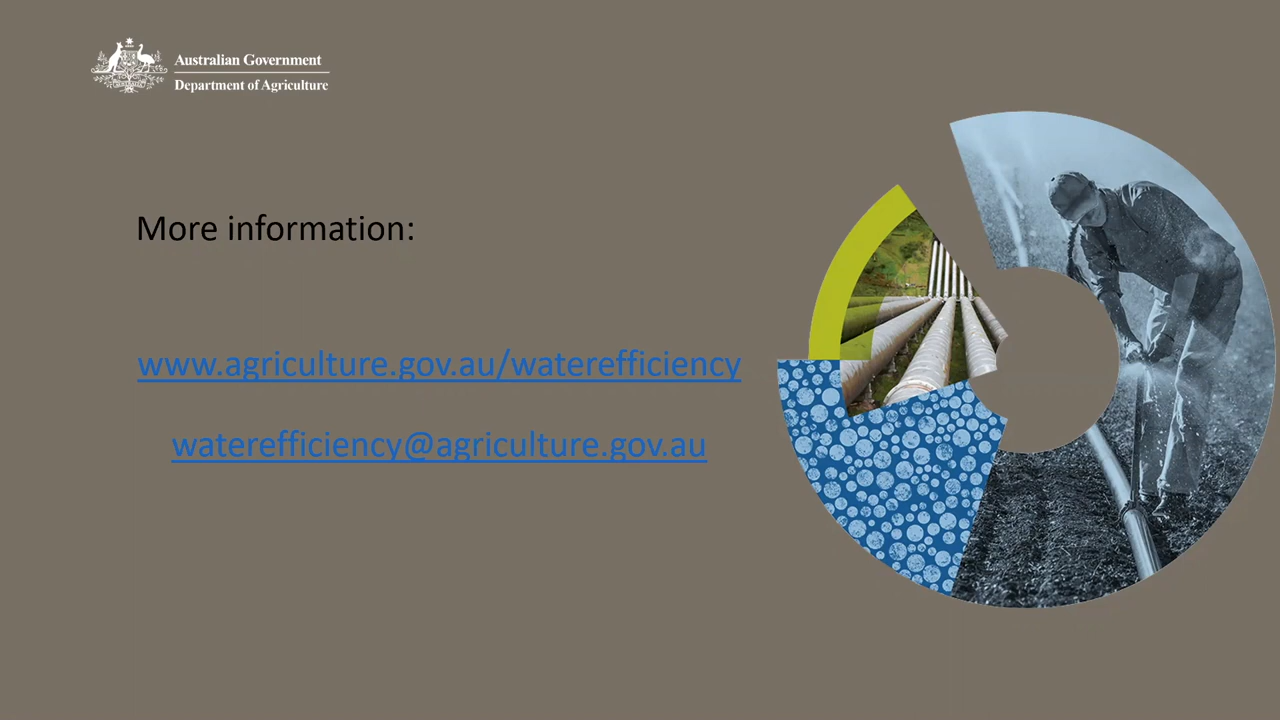 Australian Government
Department of Agriculture
More information:
www.agriculture.gov.au/waterefficiency
waterefficiency@agriculture.gov.au